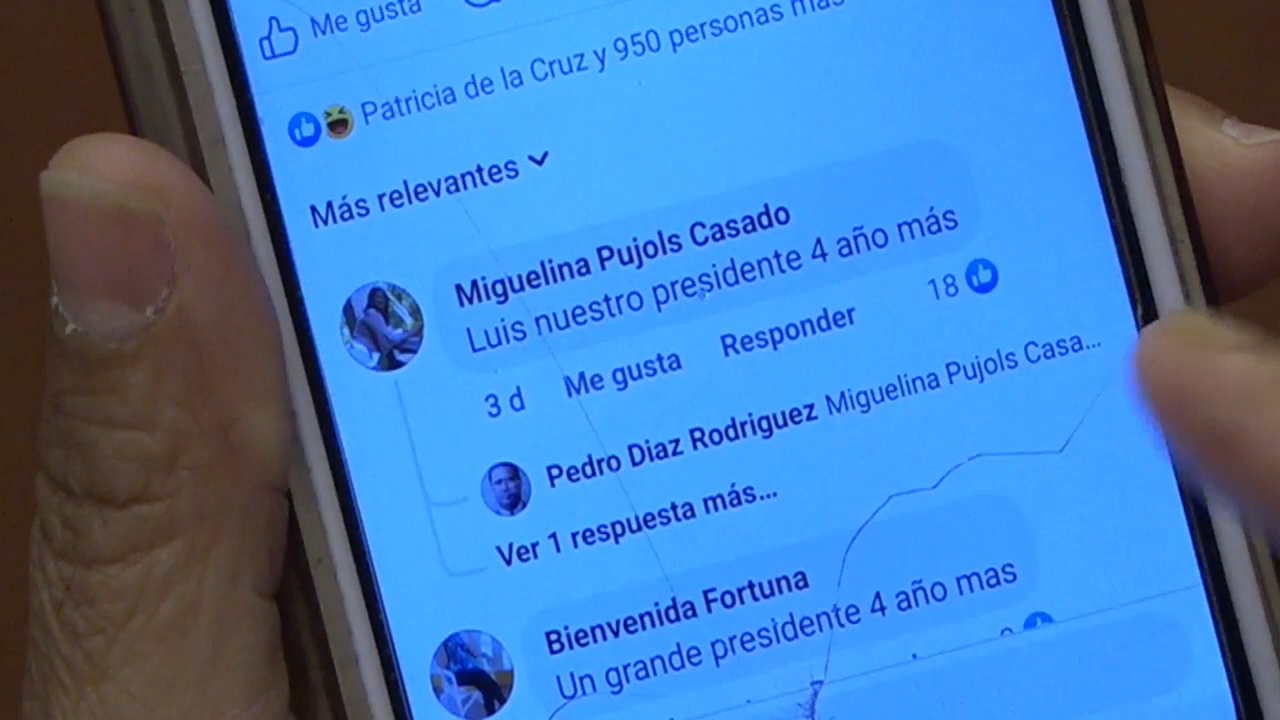 Me gusta
Patricia de la Cruz y 950 personas más
Más relevantes
Miguelina Pujols Casado
Luis nuestro presidente 4 año más
3 d Me gusta Responder 18
Pedro Diaz Rodriguez Miguelina Pujols Casa...
Ver 1 respuesta más...
Bienvenida Fortuna
Un grande presidente 4 año mas